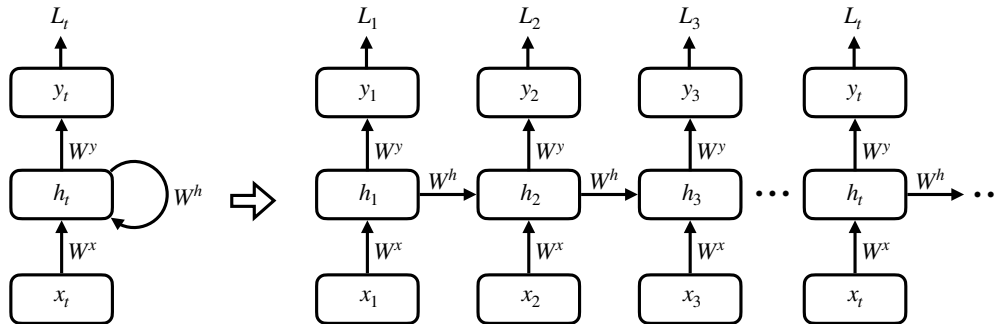 L_t L_1 L_2 L_3 L_t
y_t y_1 y_2 y_3 y_t
W^y W^y W^y W^y W^y
h_t W^h h_1 W^h h_2 W^h h_3 ··· h_t W^h ··
W^x W^x W^x W^x W^x
x_t x_1 x_2 x_3 x_t